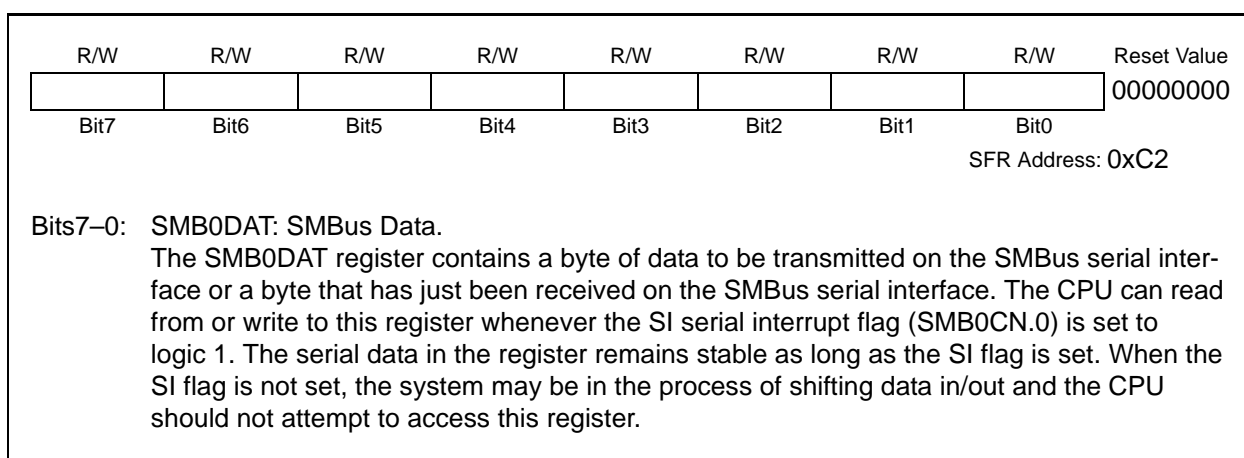 R/W R/W R/W R/W R/W R/W R/W R/W Reset Value
00000000
Bit7 Bit6 Bit5 Bit4 Bit3 Bit2 Bit1 Bit0
SFR Address: 0xC2
Bits7–0: SMB0DAT: SMBus Data.
The SMB0DAT register contains a byte of data to be transmitted on the SMBus serial inter-
face or a byte that has just been received on the SMBus serial interface. The CPU can read
from or write to this register whenever the SI serial interrupt flag (SMB0CN.0) is set to
logic 1. The serial data in the register remains stable as long as the SI flag is set. When the
SI flag is not set, the system may be in the process of shifting data in/out and the CPU
should not attempt to access this register.